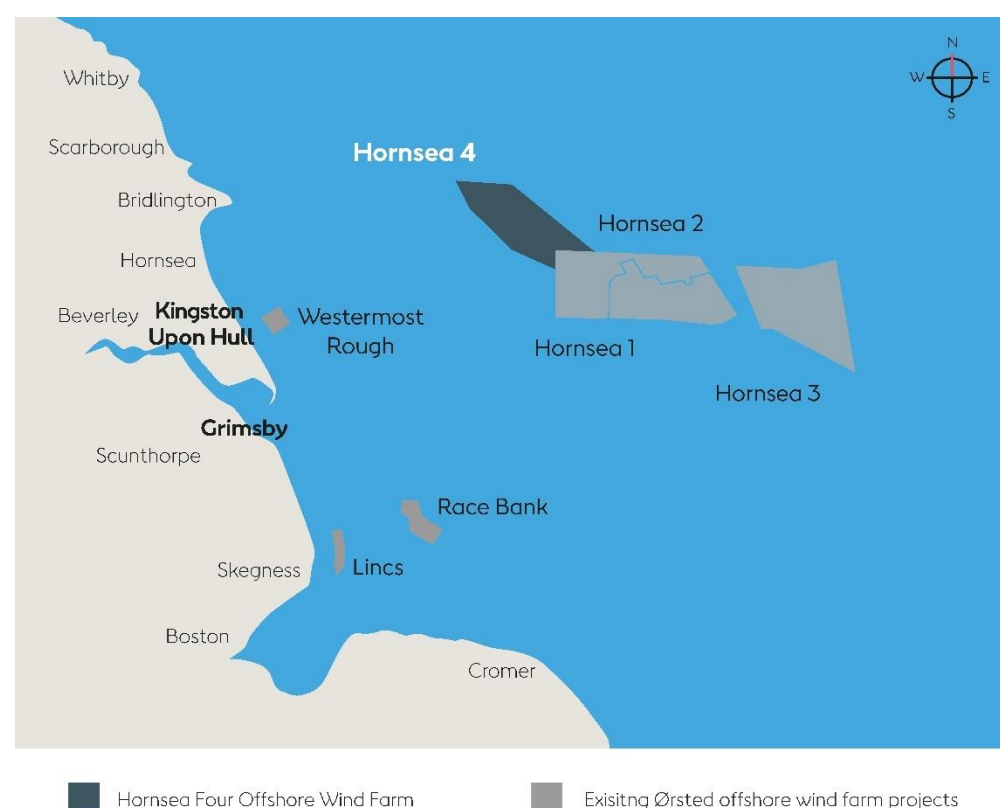 N
W E
S
Whitby
Scarborough
Hornsea 4
Bridlington
Hornsea 2
Hornsea
Beverley
Kingston
Upon Hull
Westermost
Rough
Hornsea 1
Hornsea 3
Grimsby
Scunthorpe
Race Bank
Skegness
Lincs
Boston
Cromer
Hornsea Four Offshore Wind Farm
Exisitng Ørsted offshore wind farm projects